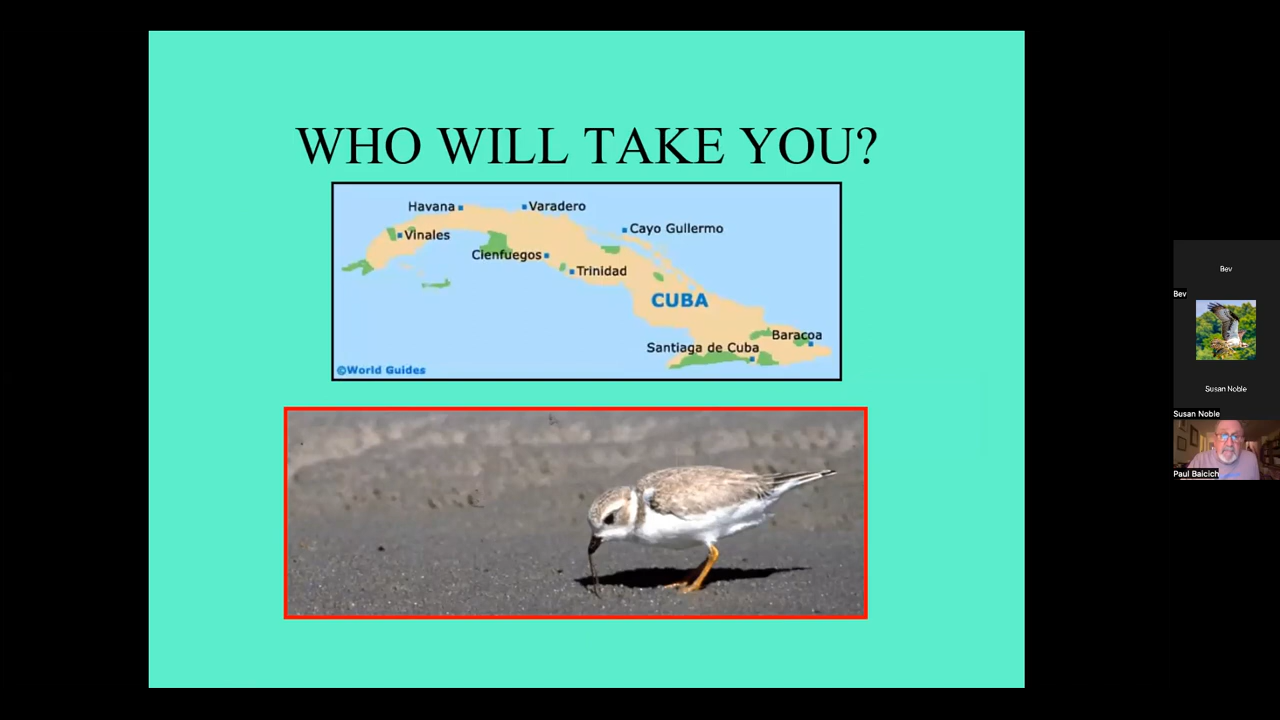 WHO WILL TAKE YOU?
Havana
Varadero
Cayo Gullermo
Vinales
Cienfuegos
Trinidad
CUBA
Baracoa
Santiaga de Cuba
©World Guides
Bev
Bev
Susan Noble
Susan Noble
Paul Baicich